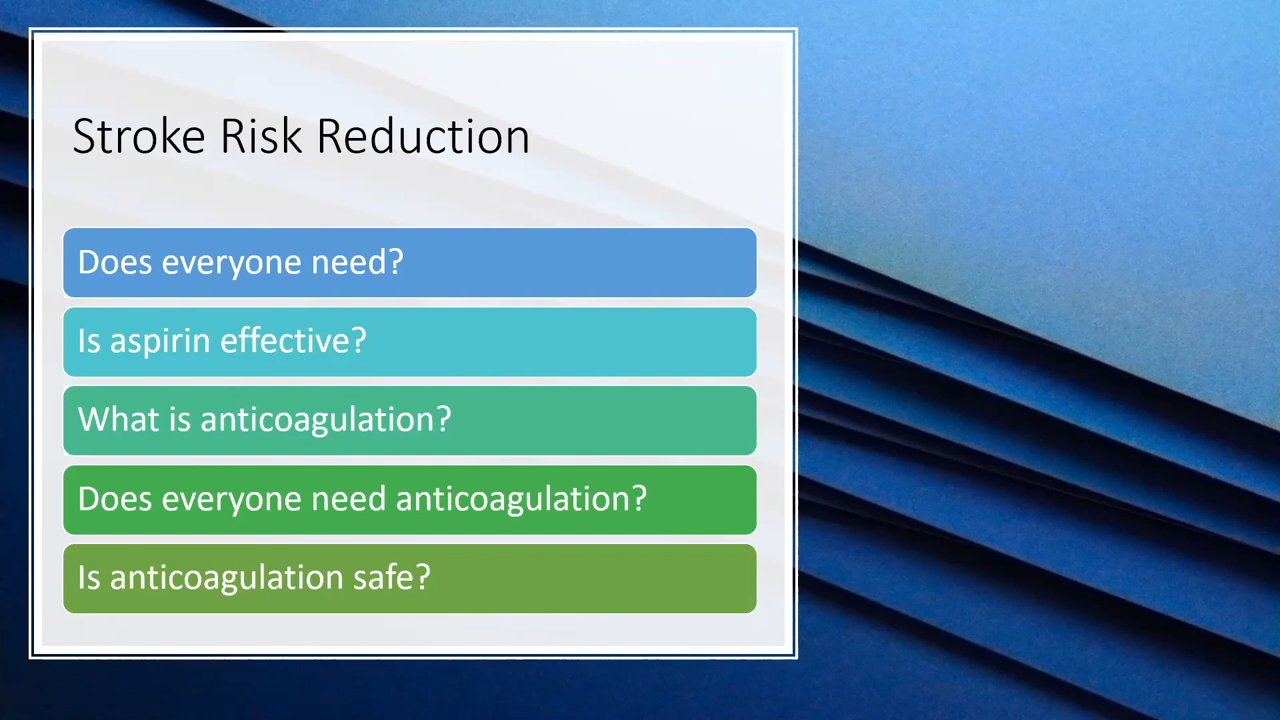 Stroke Risk Reduction
Does everyone need?
Is aspirin effective?
What is anticoagulation?
Does everyone need anticoagulation?
Is anticoagulation safe?